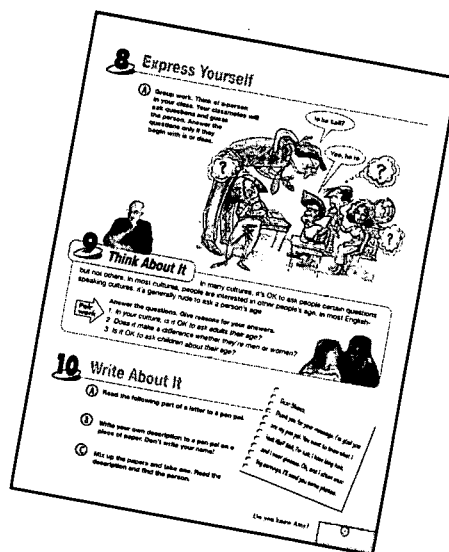 8 Express Yourself
A Group work. Think of a person
in your class. Your classmates will
ask questions and guess
the person. Answer the
questions only if they
begin with is or does.
Is he tall?
Yes, he is.
?
?
?
9 Think About It
In many cultures, it's OK to ask people certain questions
but not others. In most cultures, people are interested in other people's age. In most English-
speaking cultures, it's generally rude to ask a person's age.
Pair work
Answer the questions. Give reasons for your answers.
1 In your culture, is it OK to ask adults their age?
2 Does it make a difference whether they're men or women?
3 Is it OK to ask children about their age?
10 Write About It
A Read the following part of a letter to a pen pal.
B Write your own description to a pen pal on a
piece of paper. Don't write your name!
C Mix up the papers and take one. Read the
description and find the person.
Thank you for your message. I'm glad you
are my pen pal. You want to know what I
look like? Well, I'm tall, I have long hair,
and I wear glasses. Oh, and I often wear
big earrings. I'll send you some photos.
Do you know Amy?